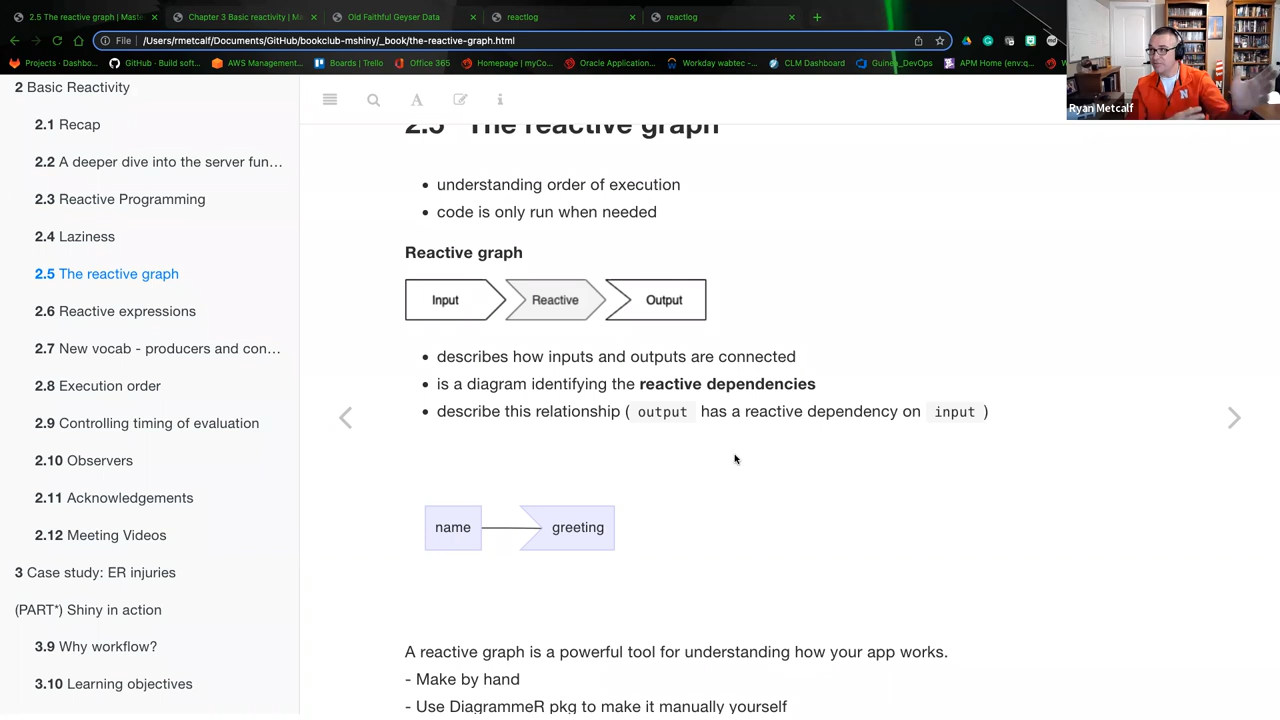 2.5 The reactive graph | Maste
Chapter 3 Basic reactivity | Ma
Old Faithful Geyser Data
reactlog
reactlog
File
/Users/rmetcalf/Documents/GitHub/bookclub-mshiny/_book/the-reactive-graph.html
Projects · Dashbo...
GitHub · Build soft...
AWS Management...
Boards | Trello
Office 365
Homepage | myCo...
Oracle Application...
Workday wabtec -...
CLM Dashboard
Guinea_DevOps
APM Home (env:q...
Ryan Metcalf
2 Basic Reactivity
2.1 Recap
2.2 A deeper dive into the server fun...
2.3 Reactive Programming
2.4 Laziness
2.5 The reactive graph
2.6 Reactive expressions
2.7 New vocab - producers and con...
2.8 Execution order
2.9 Controlling timing of evaluation
2.10 Observers
2.11 Acknowledgements
2.12 Meeting Videos
3 Case study: ER injuries
(PART*) Shiny in action
3.9 Why workflow?
3.10 Learning objectives
2.5 The reactive graph
understanding order of execution
code is only run when needed
Reactive graph
Input
Reactive
Output
describes how inputs and outputs are connected
is a diagram identifying the reactive dependencies
describe this relationship ( output has a reactive dependency on input )
name
greeting
A reactive graph is a powerful tool for understanding how your app works.
- Make by hand
- Use DiagrammeR pkg to make it manually yourself